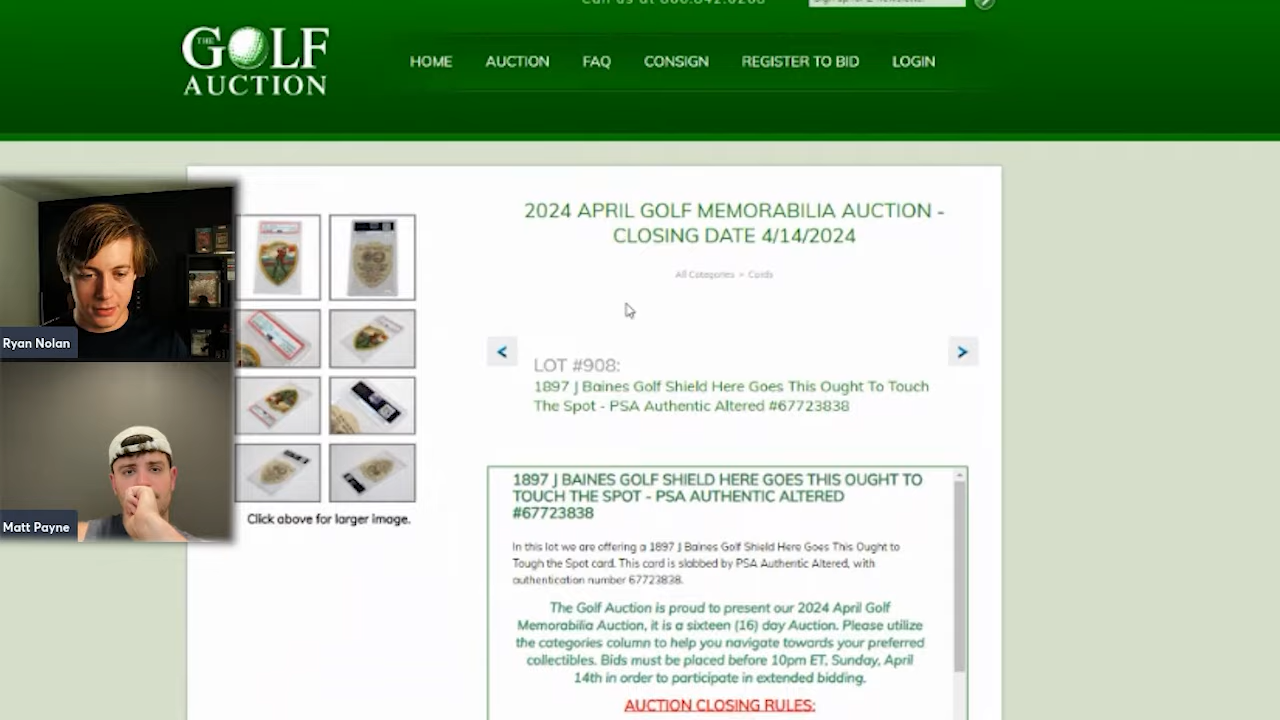 Call us at
THE
GOLF
AUCTION
HOME AUCTION FAQ CONSIGN REGISTER TO BID LOGIN
2024 APRIL GOLF MEMORABILIA AUCTION -
CLOSING DATE 4/14/2024
All Categories > Cards
LOT #908:
1897 J Baines Golf Shield Here Goes This Ought To Touch
The Spot - PSA Authentic Altered #67723838
Ryan Nolan
Matt Payne
Click above for larger image.
1897 J BAINES GOLF SHIELD HERE GOES THIS OUGHT TO
TOUCH THE SPOT - PSA AUTHENTIC ALTERED
#67723838
In this lot we are offering a 1897 J Baines Golf Shield Here Goes This Ought to
Tough the Spot card. This card is slabbed by PSA Authentic Altered, with
authentication number 67723838.
The Golf Auction is proud to present our 2024 April Golf
Memorabilia Auction, it is a sixteen (16) day Auction. Please utilize
the categories column to help you navigate towards your preferred
collectibles. Bids must be placed before 10pm ET, Sunday, April
14th in order to participate in extended bidding.
AUCTION CLOSING RULES: